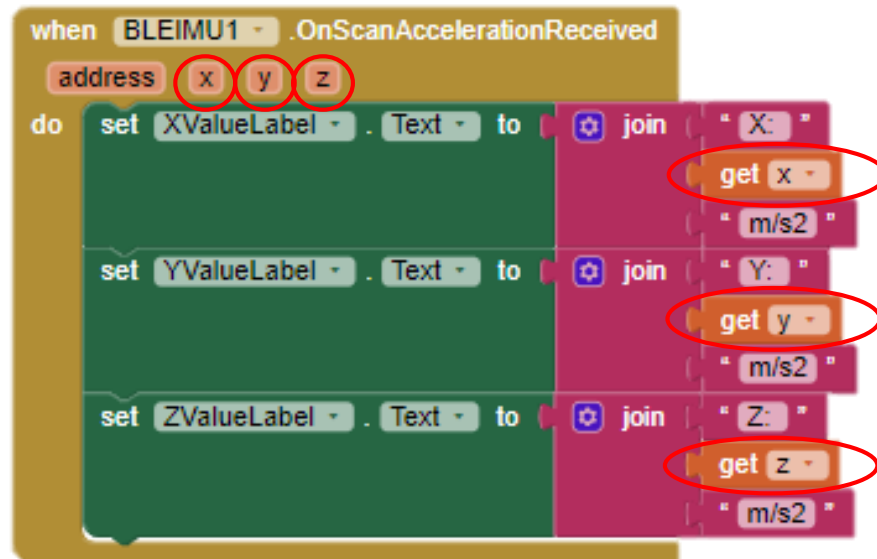 when BLEIMU1 .OnScanAccelerationReceived
address x y z
do set XValueLabel . Text to join " X: "
get x
" m/s2 "
set YValueLabel . Text to join " Y: "
get y
" m/s2 "
set ZValueLabel . Text to join " Z: "
get z
" m/s2 "